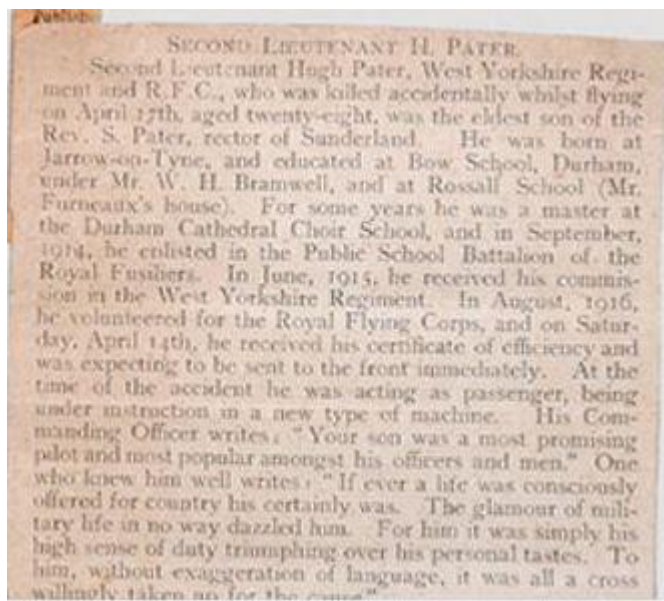 Publishe
SECOND LIEUTENANT H. PATER.
Second Lieutenant Hugh Pater, West Yorkshire Regi-
ment and R.F.C., who was killed accidentally whilst flying
on April 17th, aged twenty-eight, was the eldest son of the
Rev. S. Pater, rector of Sunderland. He was born at
Jarrow-on-Tyne, and educated at Bow School, Durham,
under Mr. W. H. Bramwell, and at Rossall School (Mr.
Furneaux's house). For some years he was a master at
the Durham Cathedral Choir School, and in September,
1914, he enlisted in the Public School Battalion of the
Royal Fusiliers. In June, 1915, he received his commis-
sion in the West Yorkshire Regiment. In August, 1916,
he volunteered for the Royal Flying Corps, and on Satur-
day, April 14th, he received his certificate of efficiency and
was expecting to be sent to the front immediately. At the
time of the accident he was acting as passenger, being
under instruction in a new type of machine. His Com-
manding Officer writes: "Your son was a most promising
pilot and most popular amongst his officers and men." One
who knew him well writes: "If ever a life was consciously
offered for country his certainly was. The glamour of mili-
tary life in no way dazzled him. For him it was simply his
high sense of duty triumphing over his personal tastes. To
him, without exaggeration of language, it was all a cross
willingly taken up for the cause"